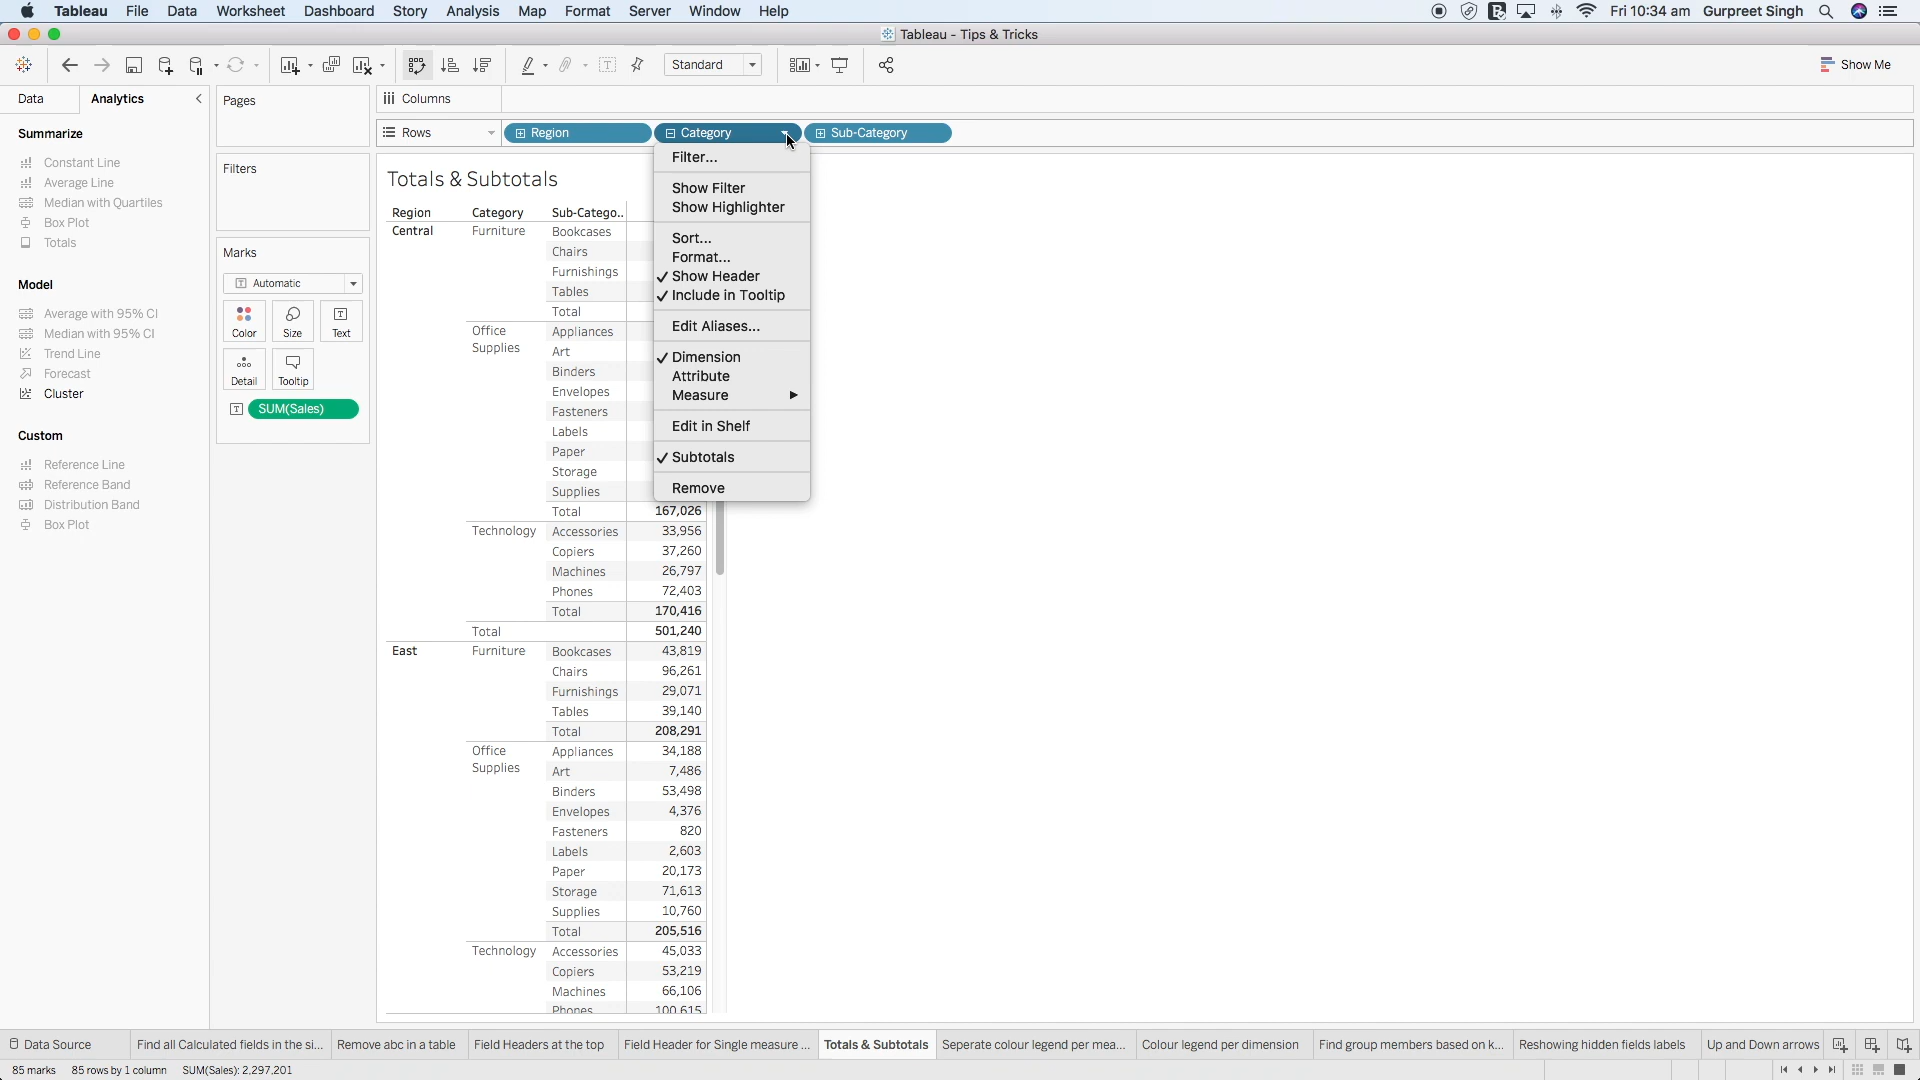 Tableau File Data Worksheet Dashboard Story Analysis Map Format Server Window Help Fri 10:34 am Gurpreet Singh
Tableau - Tips & Tricks
Standard Show Me
Data Analytics
Summarize
Constant Line
Average Line
Median with Quartiles
Box Plot
Totals
Model
Average with 95% CI
Median with 95% CI
Trend Line
Forecast
Cluster
Custom
Reference Line
Reference Band
Distribution Band
Box Plot
Pages
Filters
Marks
Automatic
Color Size Text
Detail Tooltip
SUM(Sales)
Columns
Rows Region Category Sub-Category
Filter...
Show Filter
Show Highlighter
Sort...
Format...
Show Header
Include in Tooltip
Edit Aliases...
Dimension
Attribute
Measure
Edit in Shelf
Subtotals
Remove
Totals & Subtotals
Region Category Sub-Catego..
Central Furniture Bookcases
Chairs
Furnishings
Tables
Total
Office Supplies Appliances
Art
Binders
Envelopes
Fasteners
Labels
Paper
Storage
Supplies
Total 167,026
Technology Accessories 33,956
Copiers 37,260
Machines 26,797
Phones 72,403
Total 170,416
Total 501,240
East Furniture Bookcases 43,819
Chairs 96,261
Furnishings 29,071
Tables 39,140
Total 208,291
Office Supplies Appliances 34,188
Art 7,486
Binders 53,498
Envelopes 4,376
Fasteners 820
Labels 2,603
Paper 20,173
Storage 71,613
Supplies 10,760
Total 205,516
Technology Accessories 45,033
Copiers 53,219
Machines 66,106
Phones 100,615
Data Source Find all Calculated fields in the si... Remove abc in a table Field Headers at the top Field Header for Single measure ... Totals & Subtotals Seperate colour legend per mea... Colour legend per dimension Find group members based on k... Reshowing hidden fields labels Up and Down arrows
85 marks 85 rows by 1 column SUM(Sales): 2,297,201